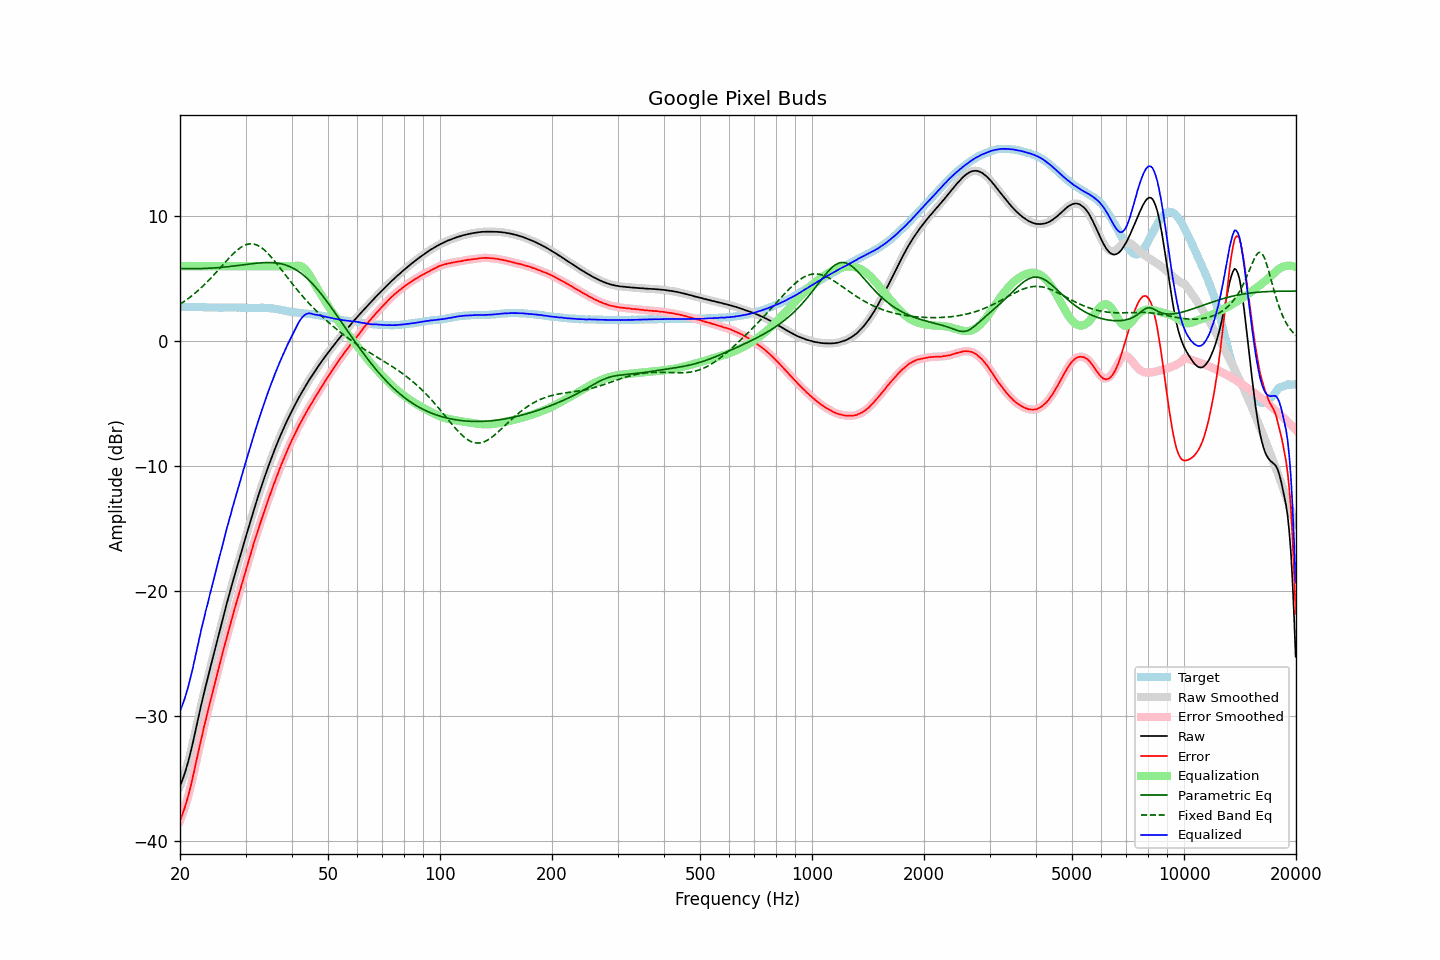 Google Pixel Buds
Amplitude (dBr)
10
0
−10
−20
−30
−40
20
50
100
200
500
1000
2000
5000
10000
20000
Frequency (Hz)
Target
Raw Smoothed
Error Smoothed
Raw
Error
Equalization
Parametric Eq
Fixed Band Eq
Equalized